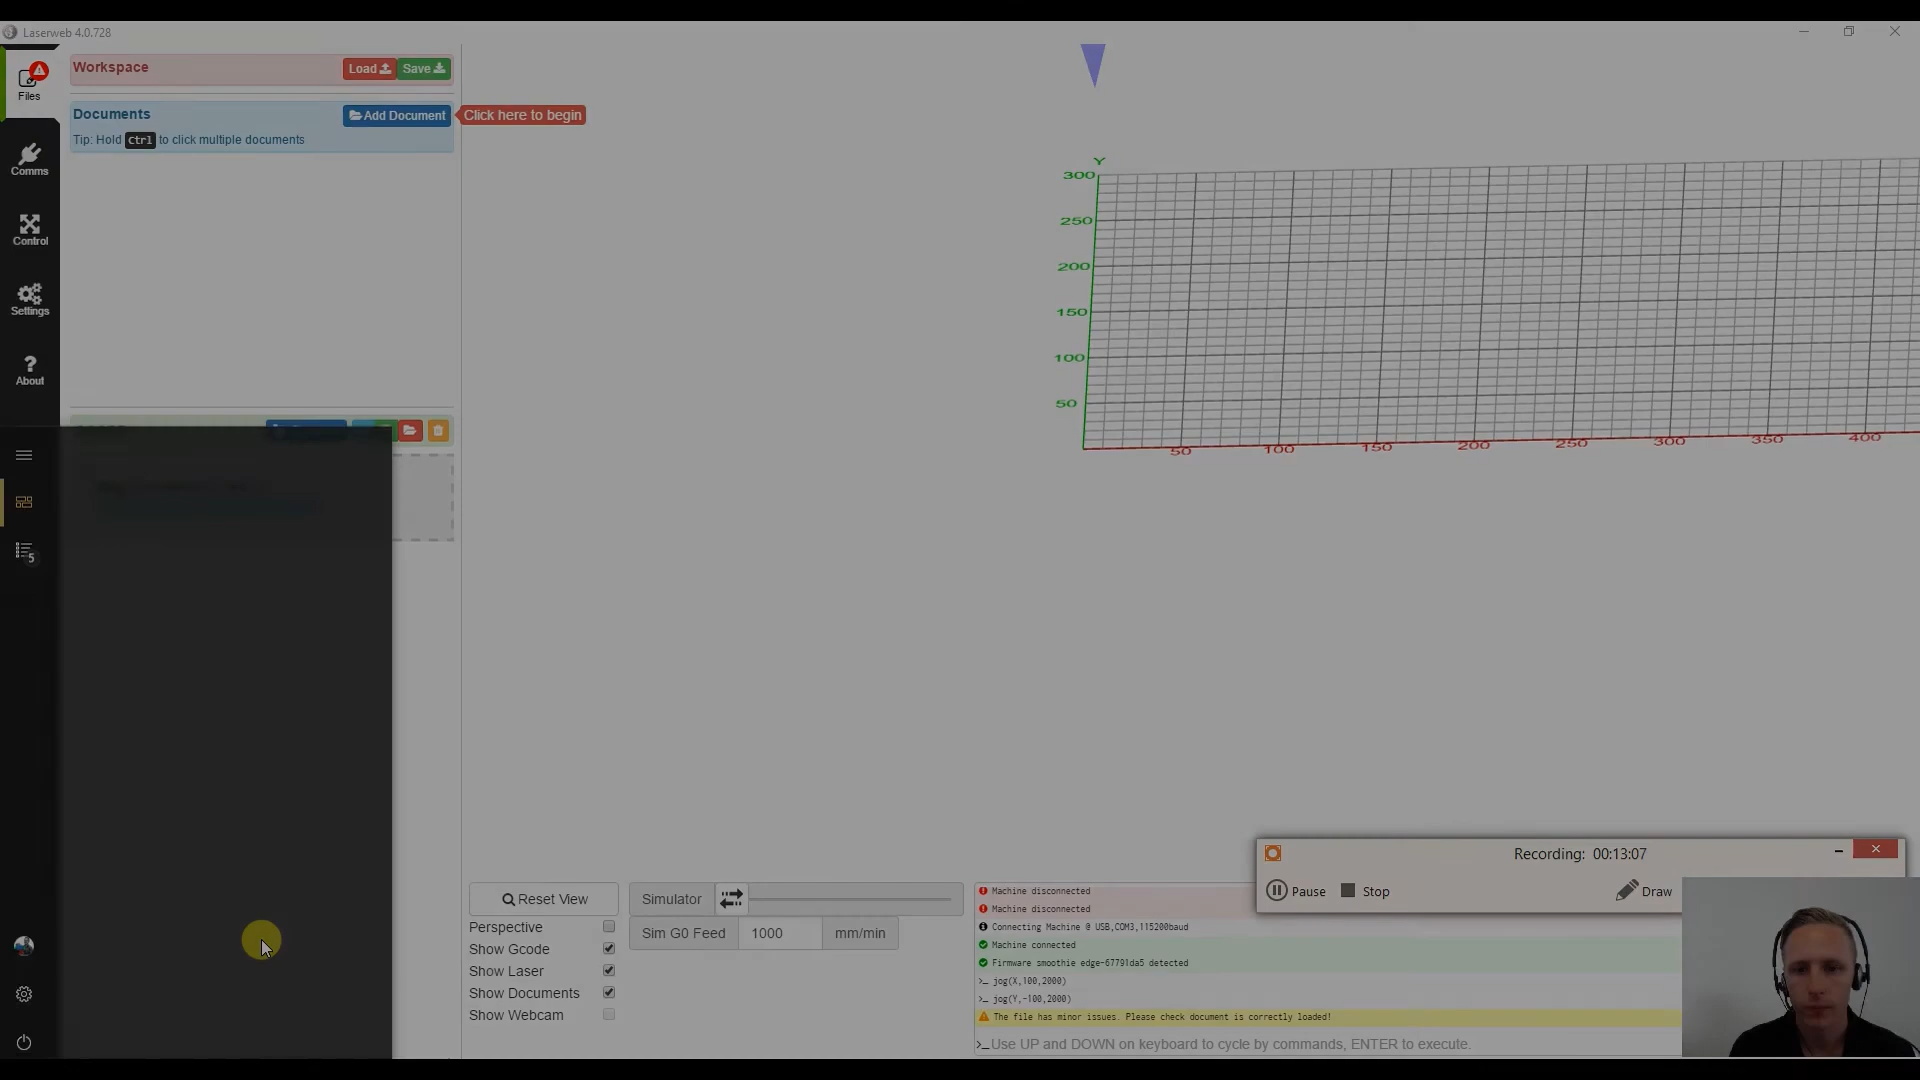 Laserweb 4.0.728
Files
Workspace
Load
Save
Documents
Add Document
Click here to begin
Tip: Hold Ctrl to click multiple documents
Comms
Control
Settings
About
5
Y
300
250
200
150
100
50
50
100
150
200
250
300
350
400
Reset View
Perspective
Show Gcode
Show Laser
Show Documents
Show Webcam
Simulator
Sim G0 Feed
1000
mm/min
Machine disconnected
Machine disconnected
Connecting Machine @ USB,COM3,115200baud
Machine connected
Firmware smoothie edge-67791da5 detected
>_ jog(X,100,2000)
>_ jog(Y,-100,2000)
The file has minor issues. Please check document is correctly loaded!
>_ Use UP and DOWN on keyboard to cycle by commands, ENTER to execute.
Recording: 00:13:07
Pause
Stop
Draw